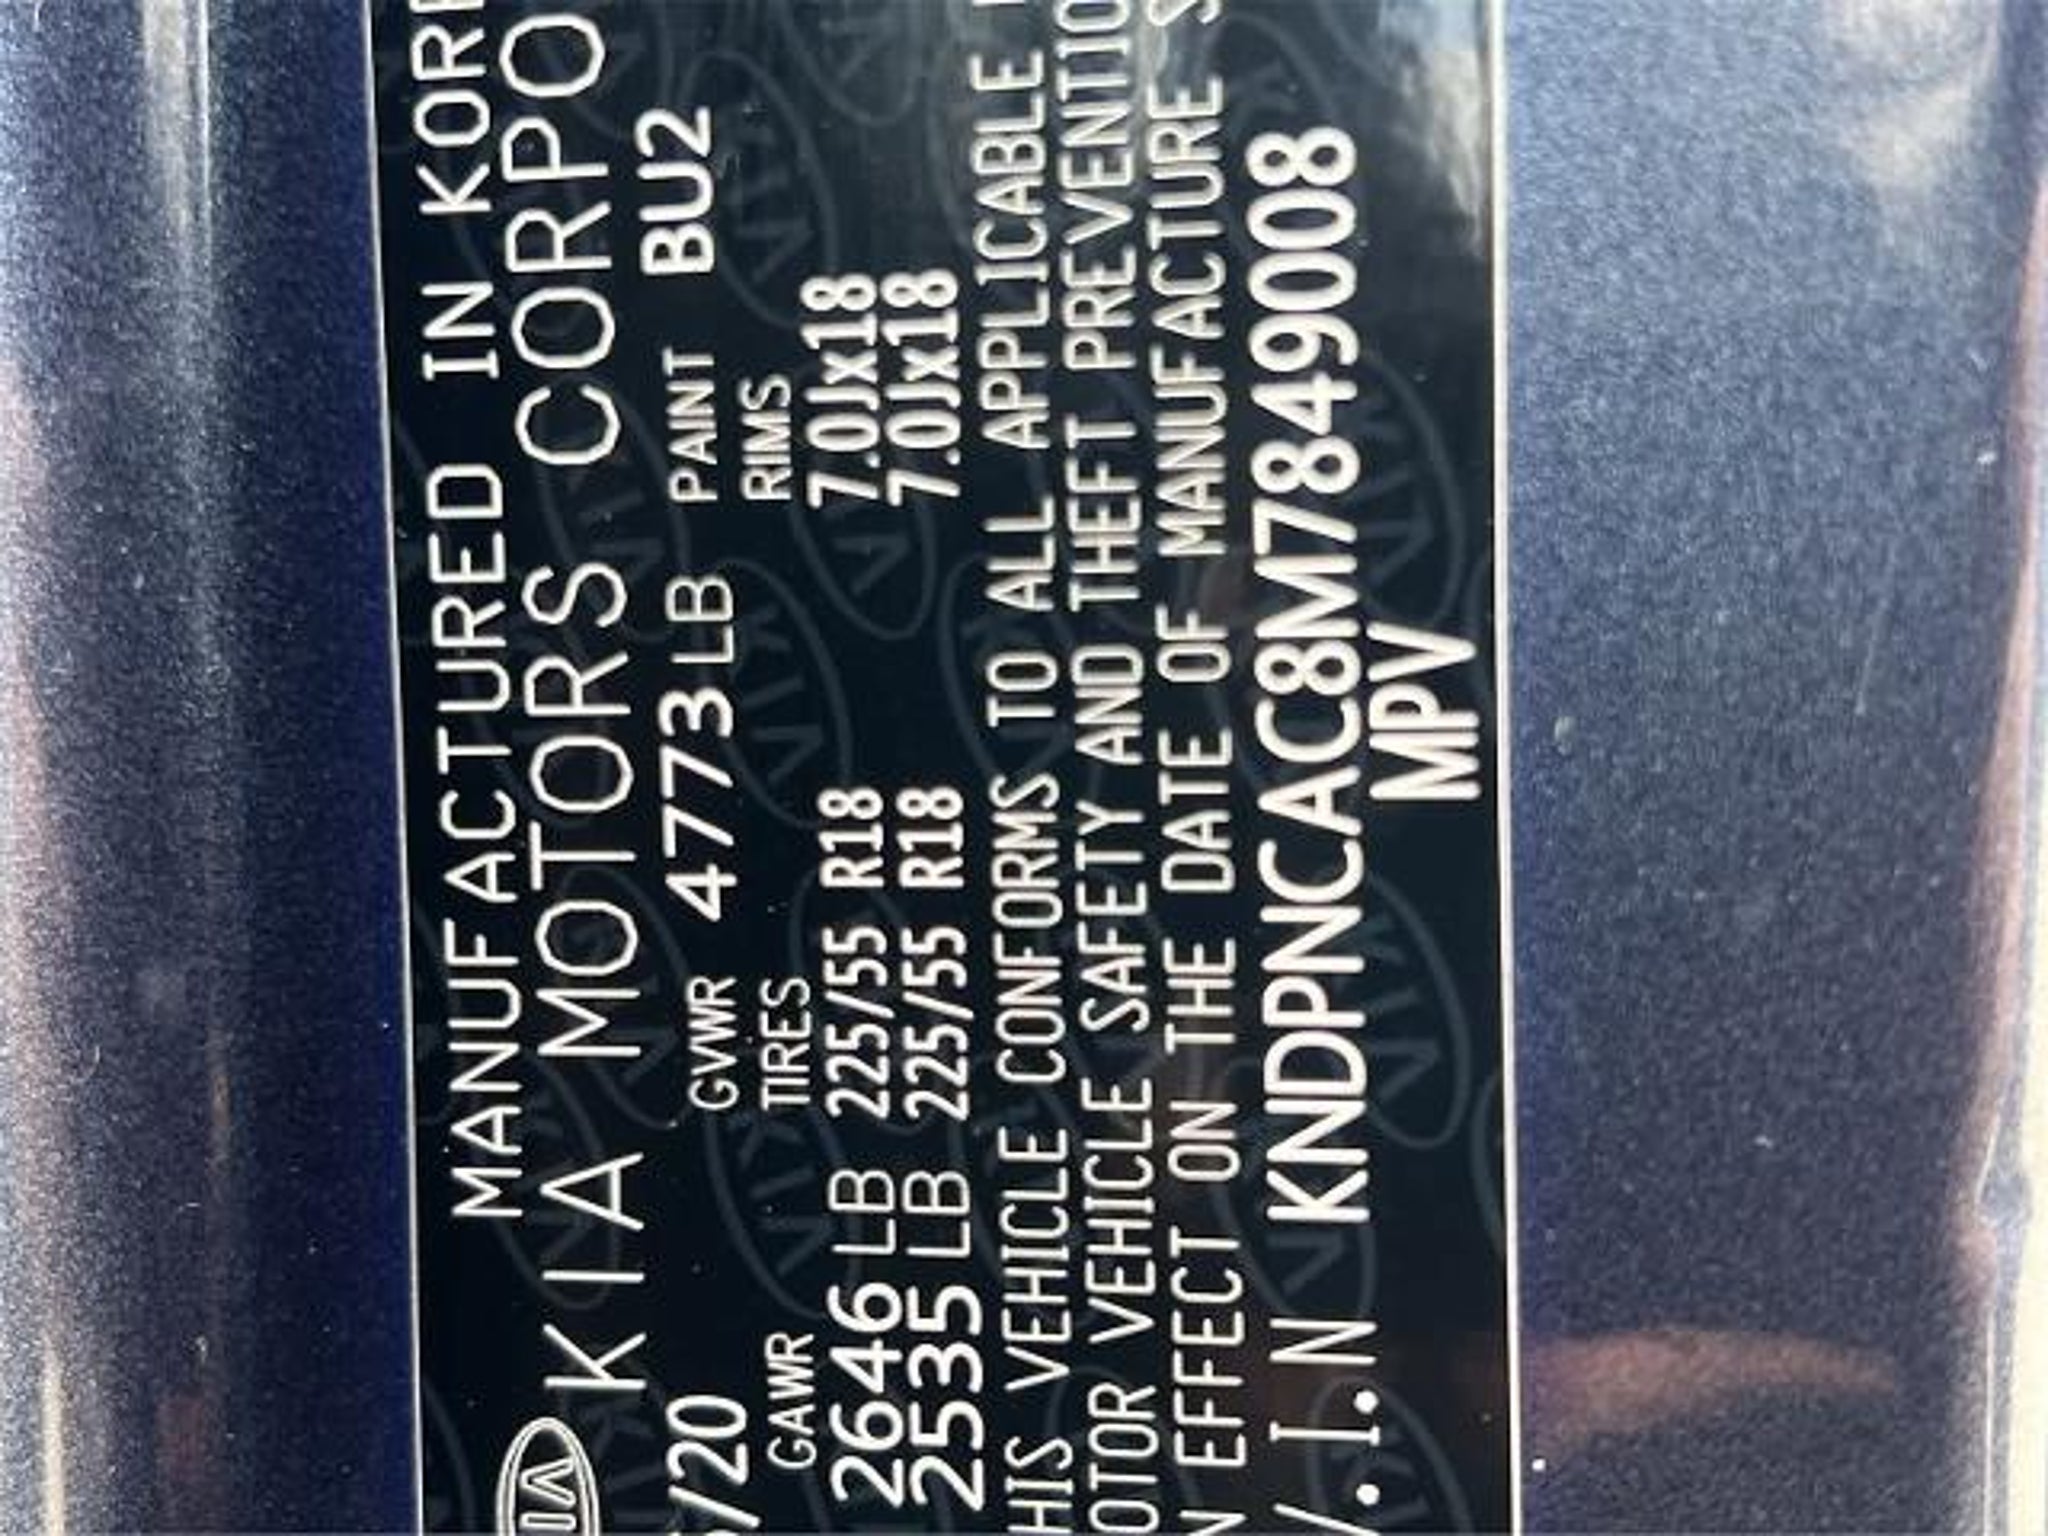 MANUFACTURED IN KORE
KIA KIA MOTORS CORPO
/20 GVWR 4773 LB PAINT BU2
GAWR TIRES RIMS
2646 LB 225/55 R18 7.0Jx18
2535 LB 225/55 R18 7.0Jx18
HIS VEHICLE CONFORMS TO ALL APPLICABLE
OTOR VEHICLE SAFETY AND THEFT PREVENTIO
N EFFECT ON THE DATE OF MANUFACTURE S
V.I.N KNDPNCAC8M7849008
MPV